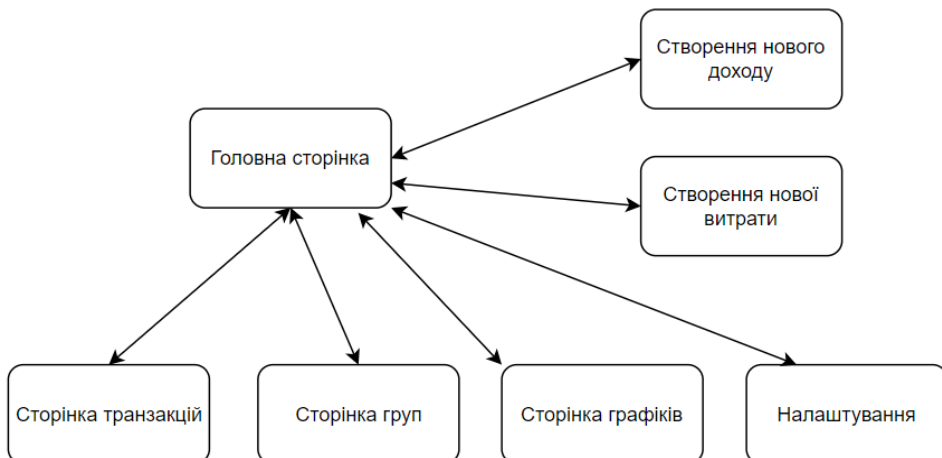 Створення нового
доходу
Головна сторінка
Створення нової
витрати
Сторінка транзакцій
Сторінка груп
Сторінка графіків
Налаштування